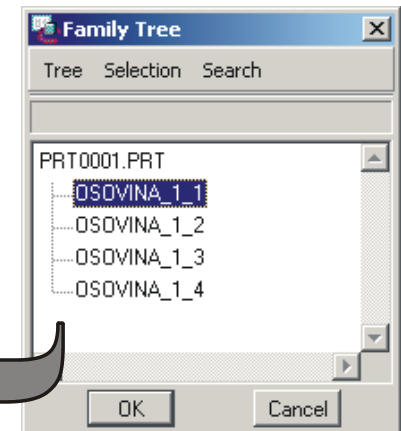 Family Tree
Tree Selection Search
PRT0001.PRT
OSOVINA_1_1
OSOVINA_1_2
OSOVINA_1_3
OSOVINA_1_4
OK Cancel